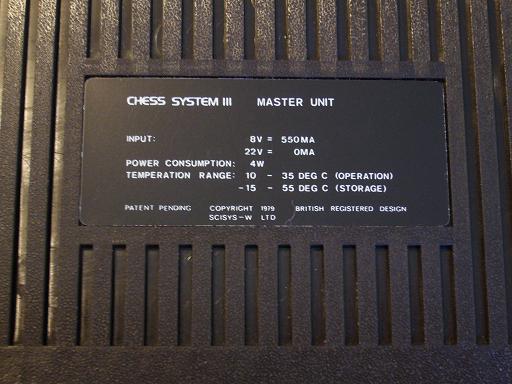 CHESS SYSTEM III MASTER UNIT
INPUT: 8V = 550MA
22V = 0MA
POWER CONSUMPTION: 4W
TEMPERATION RANGE: 10 - 35 DEG C (OPERATION)
-15 - 55 DEG C (STORAGE)
PATENT PENDING COPYRIGHT 1979 BRITISH REGISTERED DESIGN
SCISYS-W LTD